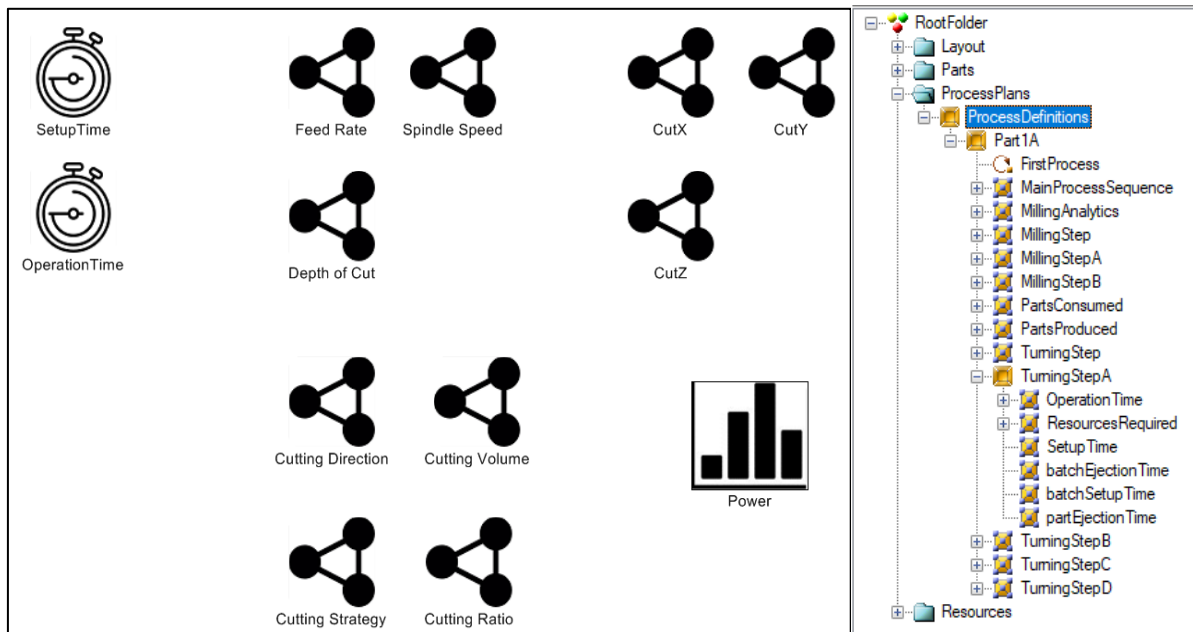 SetupTime
Feed Rate
Spindle Speed
CutX
CutY
OperationTime
Depth of Cut
CutZ
Cutting Direction
Cutting Volume
Power
Cutting Strategy
Cutting Ratio
RootFolder
Layout
Parts
ProcessPlans
ProcessDefinitions
Part1A
FirstProcess
MainProcessSequence
MillingAnalytics
MillingStep
MillingStepA
MillingStepB
PartsConsumed
PartsProduced
TurningStep
TurningStepA
OperationTime
ResourcesRequired
SetupTime
batchEjectionTime
batchSetupTime
partEjectionTime
TurningStepB
TurningStepC
TurningStepD
Resources